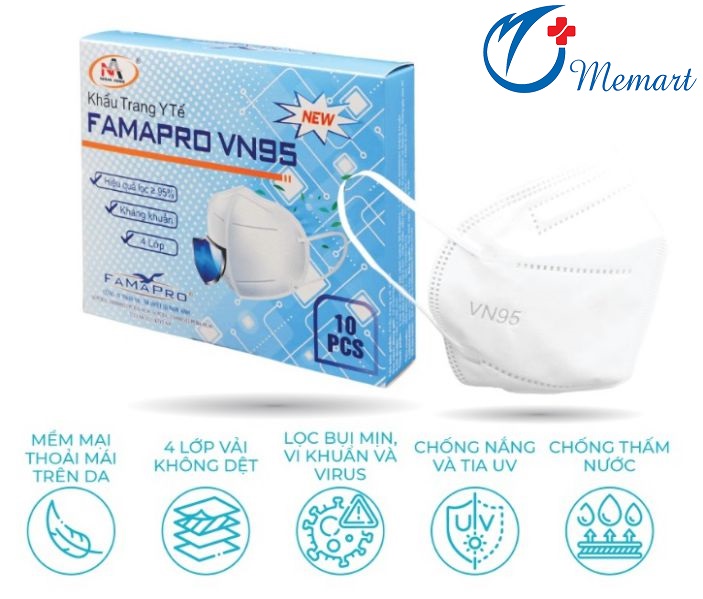 Memart
Khẩu Trang Y Tế
FAMAPRO VN95
NEW
Hiệu quả lọc ≥ 95%
Kháng khuẩn
4 Lớp
FAMAPRO
10
PCS
VN95
MỀM MẠI
THOẢI MÁI
TRÊN DA
4 LỚP VẢI
KHÔNG DỆT
LỌC BỤI MỊN,
VI KHUẨN VÀ
VIRUS
CHỐNG NẮNG
VÀ TIA UV
CHỐNG THẤM
NƯỚC
UV